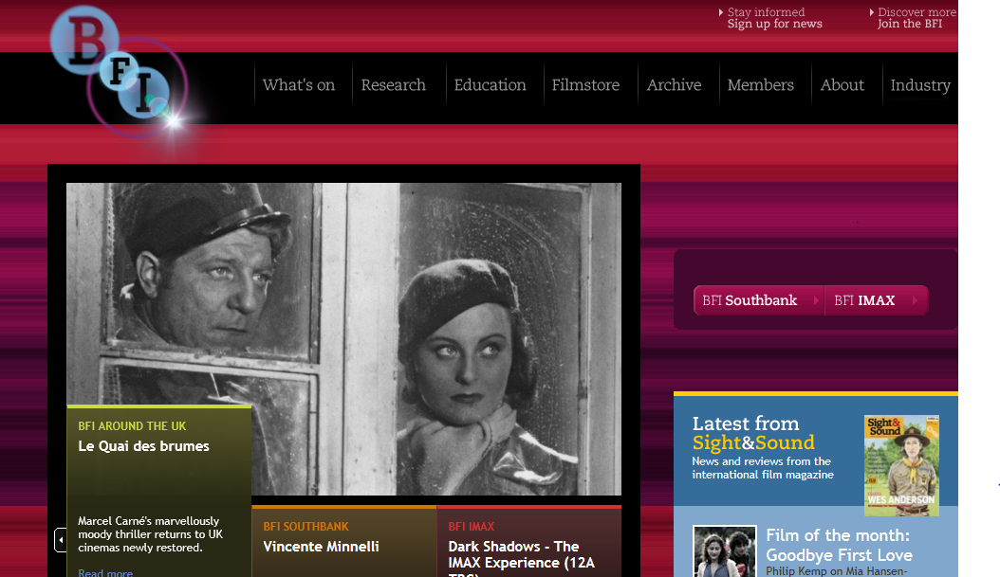 Stay informed
Sign up for news
Discover more
Join the BFI
BFI
What's on
Research
Education
Filmstore
Archive
Members
About
Industry
BFI Southbank
BFI IMAX
BFI AROUND THE UK
Le Quai des brumes
Marcel Carné's marvellously
moody thriller returns to UK
cinemas newly restored.
Read more
BFI SOUTHBANK
Vincente Minnelli
BFI IMAX
Dark Shadows - The
IMAX Experience (12A
TBC)
Latest from
Sight&Sound
News and reviews from the
international film magazine
Sight&
Sound
WES ANDERSON
Film of the month:
Goodbye First Love
Philip Kemp on Mia Hansen-